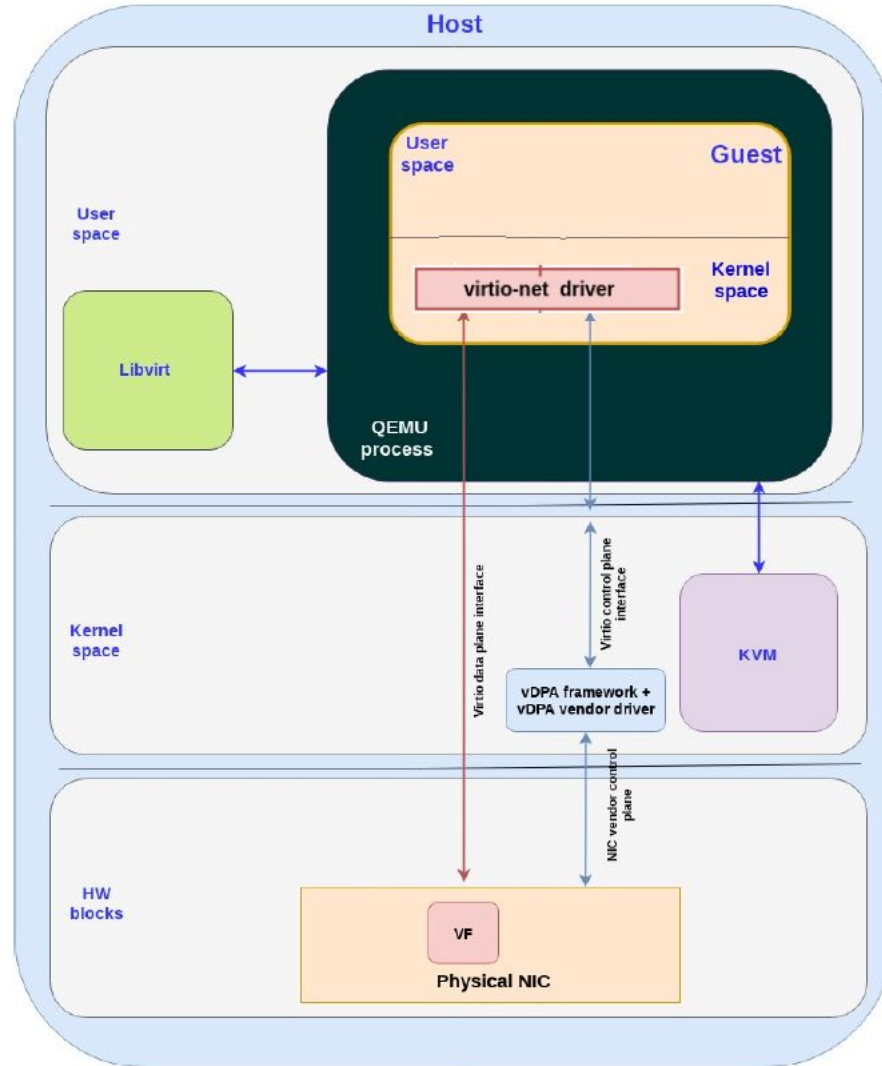 Host
User
space
Guest
User
space
Kernel
space
virtio-net driver
Libvirt
QEMU
process
Kernel
space
Virtio data plane interface
Virtio control plane
interface
KVM
vDPA framework +
vDPA vendor driver
NIC vendor control
plane
HW
blocks
VF
Physical NIC